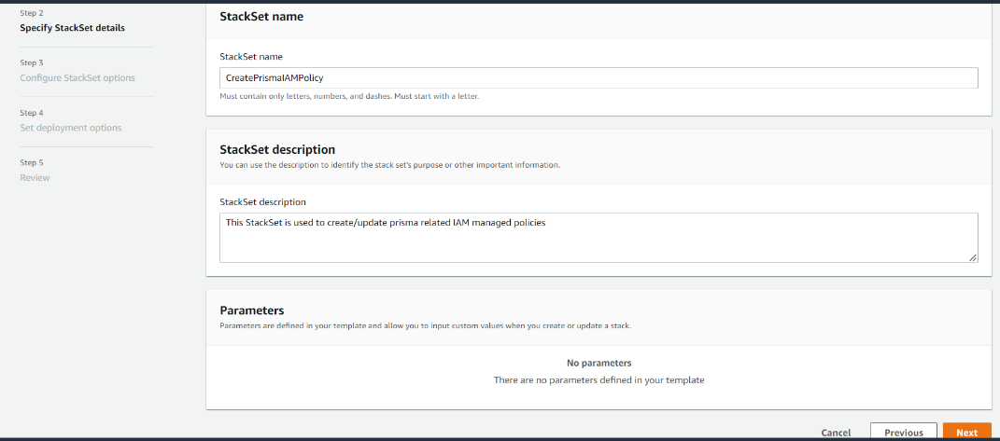 Step 2
Specify StackSet details
Step 3
Configure StackSet options
Step 4
Set deployment options
Step 5
Review
StackSet name
StackSet name
CreatePrismaIAMPolicy
Must contain only letters, numbers, and dashes. Must start with a letter.
StackSet description
You can use the description to identify the stack set's purpose or other important information.
StackSet description
This StackSet is used to create/update prisma related IAM managed policies
Parameters
Parameters are defined in your template and allow you to input custom values when you create or update a stack.
No parameters
There are no parameters defined in your template
Cancel Previous Next